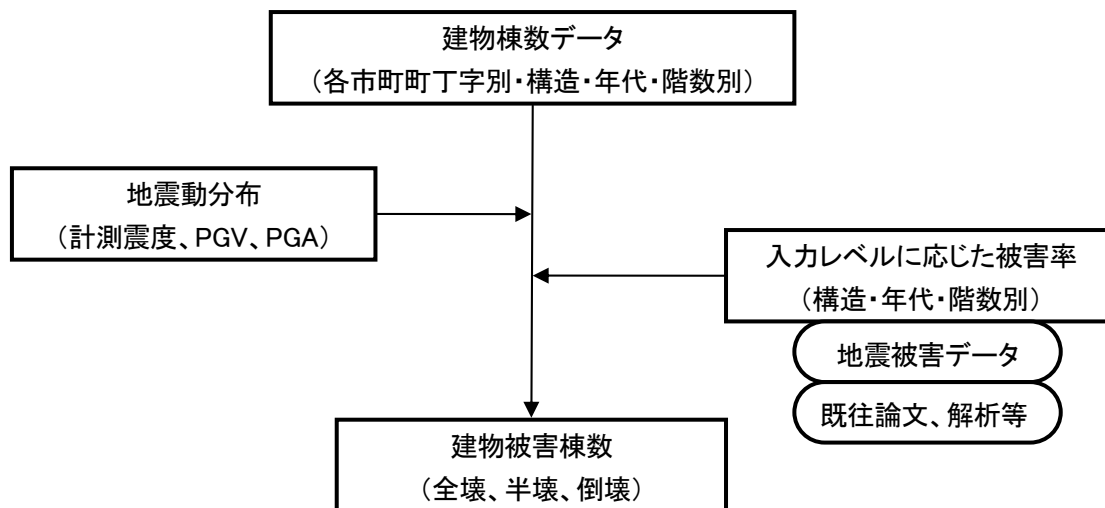 建物棟数データ
（各市町町丁字別・構造・年代・階数別）
地震動分布
（計測震度、PGV、PGA）
入力レベルに応じた被害率
（構造・年代・階数別）
地震被害データ
既往論文、解析等
建物被害棟数
（全壊、半壊、倒壊）